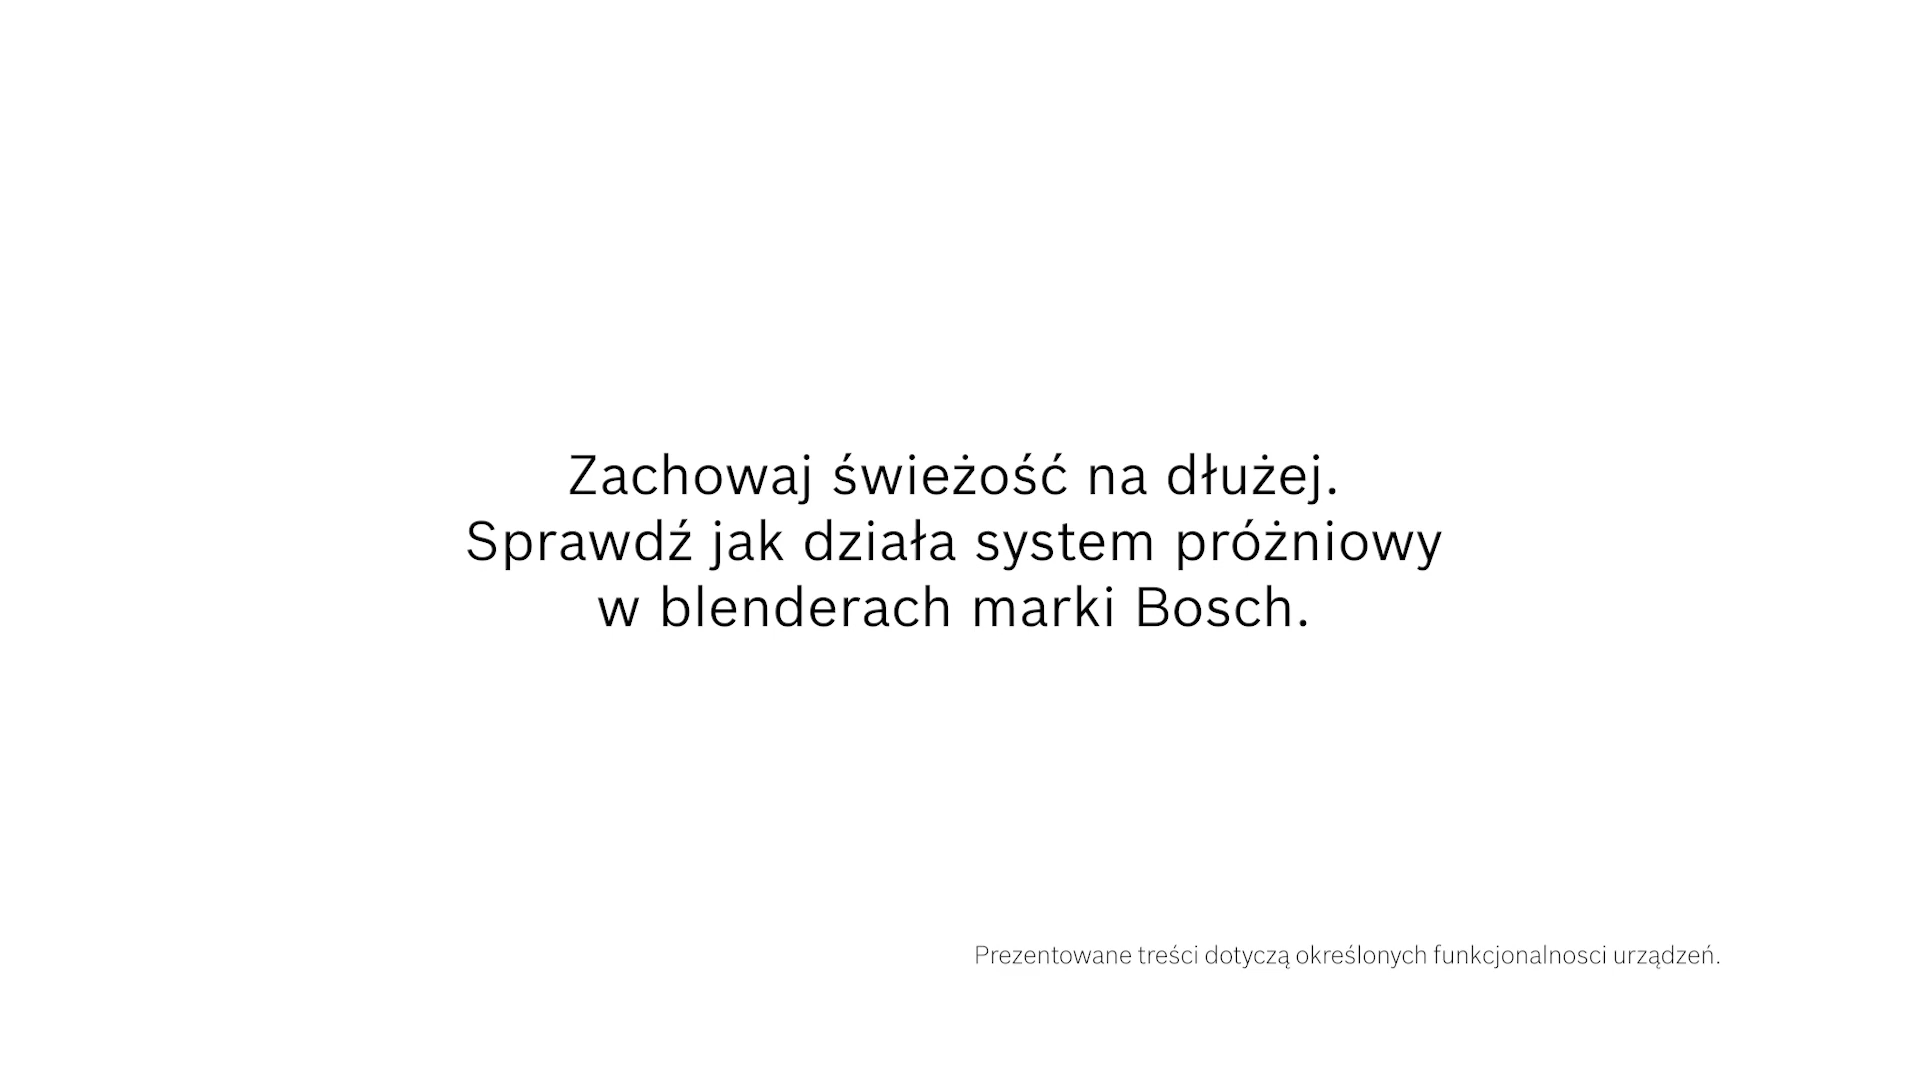 Zachowaj świeżość na dłużej.
Sprawdź jak działa system próżniowy
w blenderach marki Bosch.
Prezentowane treści dotyczą określonych funkcjonalnosci urządzeń.